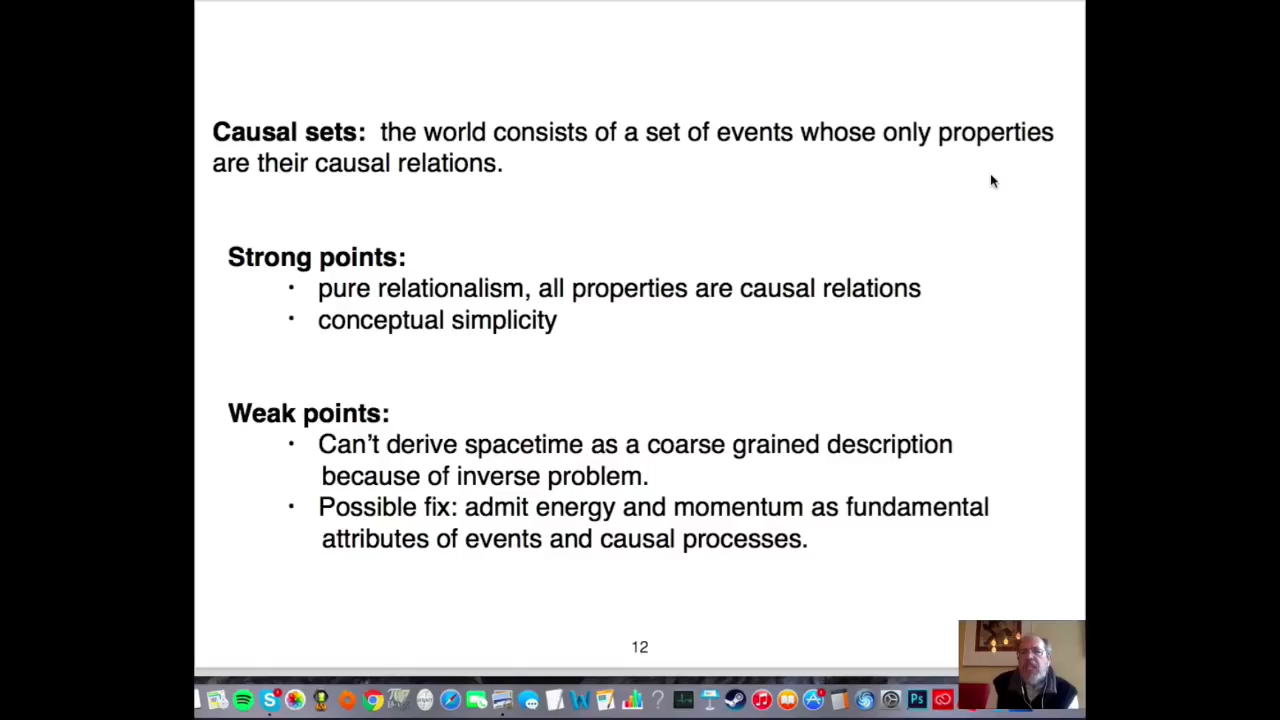 Causal sets: the world consists of a set of events whose only properties
are their causal relations.
Strong points:
· pure relationalism, all properties are causal relations
· conceptual simplicity
Weak points:
· Can't derive spacetime as a coarse grained description
because of inverse problem.
· Possible fix: admit energy and momentum as fundamental
attributes of events and causal processes.
12
Ps